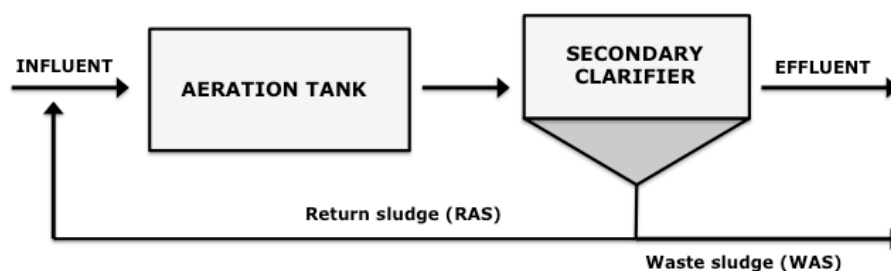 INFLUENT
AERATION TANK
SECONDARY
CLARIFIER
EFFLUENT
Return sludge (RAS)
Waste sludge (WAS)